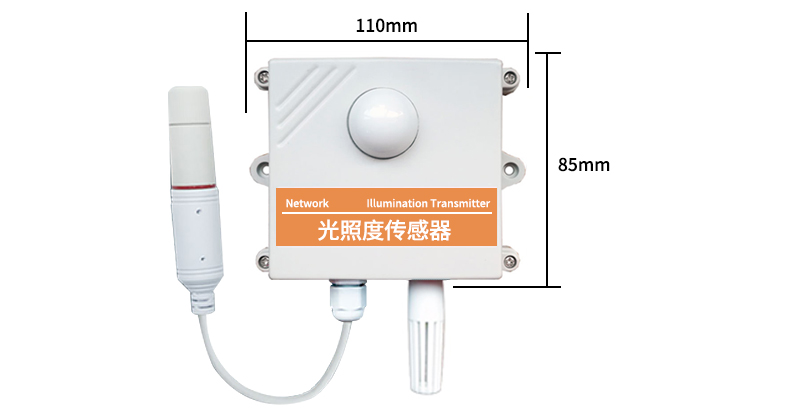 110mm
85mm
Network Illumination Transmitter
光照度传感器